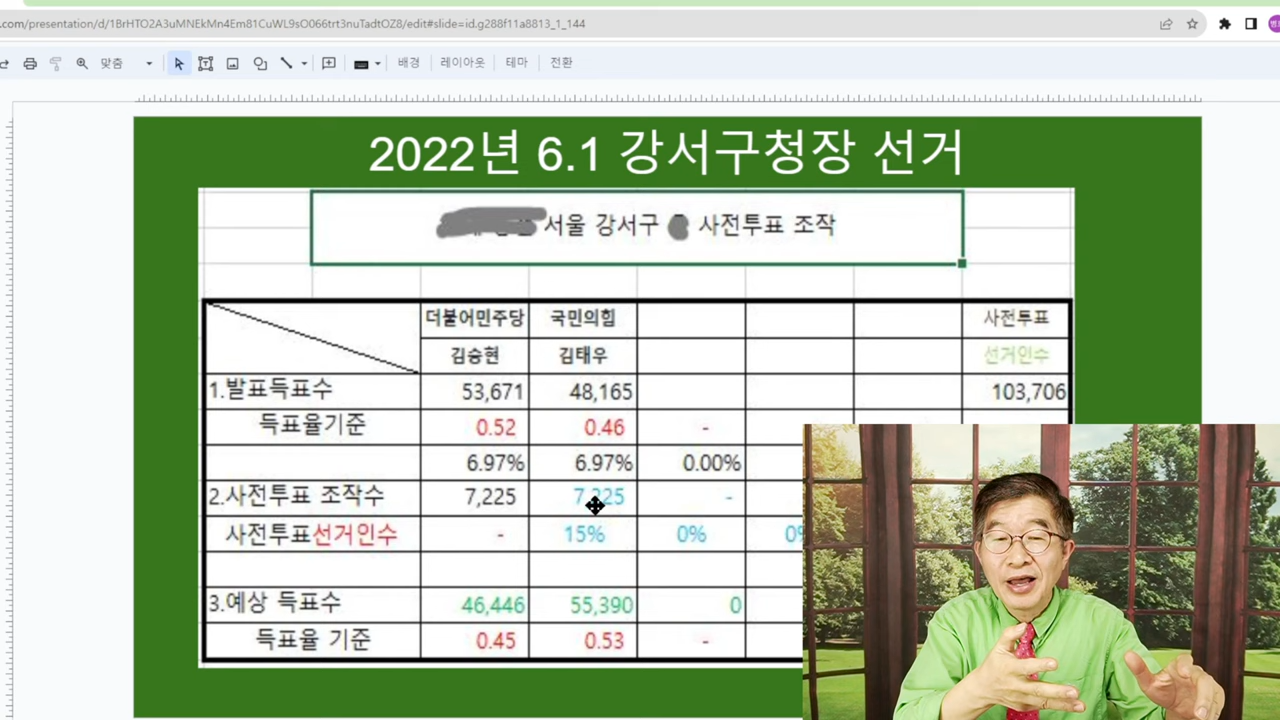 .com/presentation/d/1BrHTO2A3uMNEkMn4Em81CuWL9sO066trt3nuTadtOZ8/edit#slide=id.g288f11a8813_1_144
맞춤 배경 레이아웃 테마 전환
2022년 6.1 강서구청장 선거
서울 강서구 사전투표 조작
더불어민주당 국민의힘 사전투표
김승현 김태우 선거인수
1.발표득표수 53,671 48,165 103,706
득표율기준 0.52 0.46 -
6.97% 6.97% 0.00%
2.사전투표 조작수 7,225 7,225 -
사전투표선거인수 - 15% 0% 0%
3.예상 득표수 46,446 55,390 0
득표율 기준 0.45 0.53 -